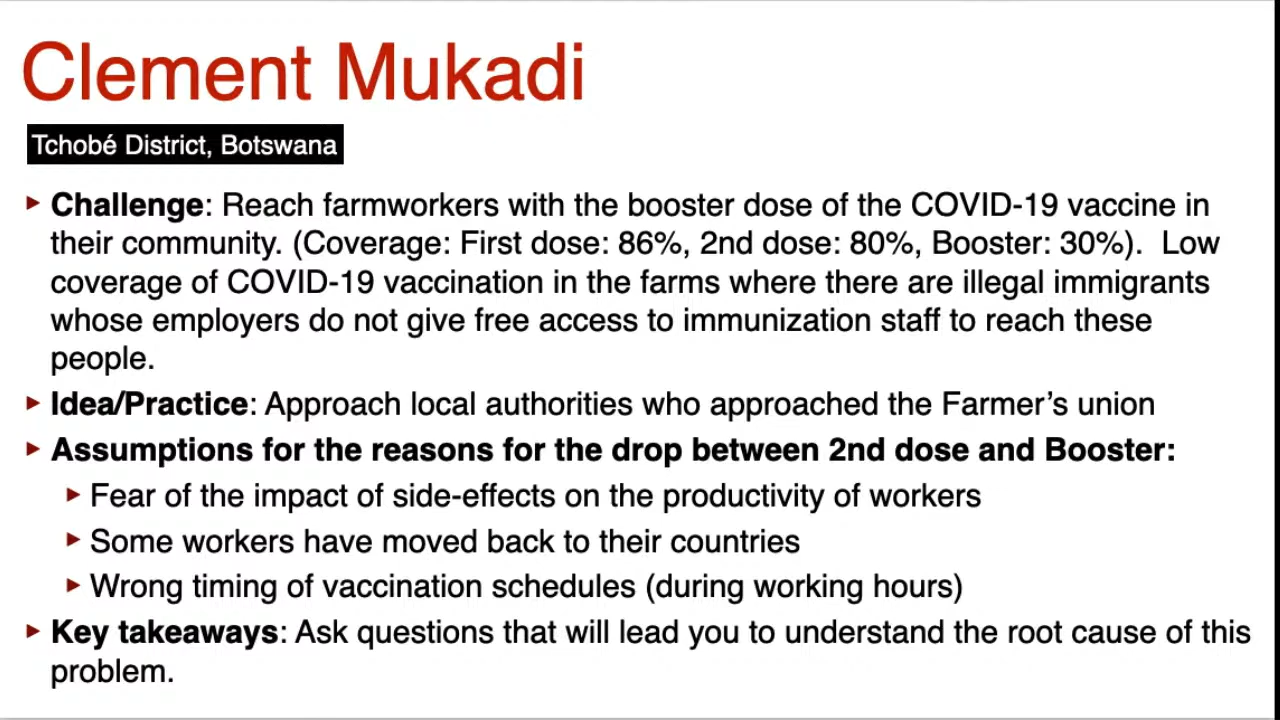 Clement Mukadi
Tchobé District, Botswana
▸ Challenge: Reach farmworkers with the booster dose of the COVID-19 vaccine in
their community. (Coverage: First dose: 86%, 2nd dose: 80%, Booster: 30%).  Low
coverage of COVID-19 vaccination in the farms where there are illegal immigrants
whose employers do not give free access to immunization staff to reach these
people.
▸ Idea/Practice: Approach local authorities who approached the Farmer’s union
▸ Assumptions for the reasons for the drop between 2nd dose and Booster:
▸ Fear of the impact of side-effects on the productivity of workers
▸ Some workers have moved back to their countries
▸ Wrong timing of vaccination schedules (during working hours)
▸ Key takeaways: Ask questions that will lead you to understand the root cause of this
problem.